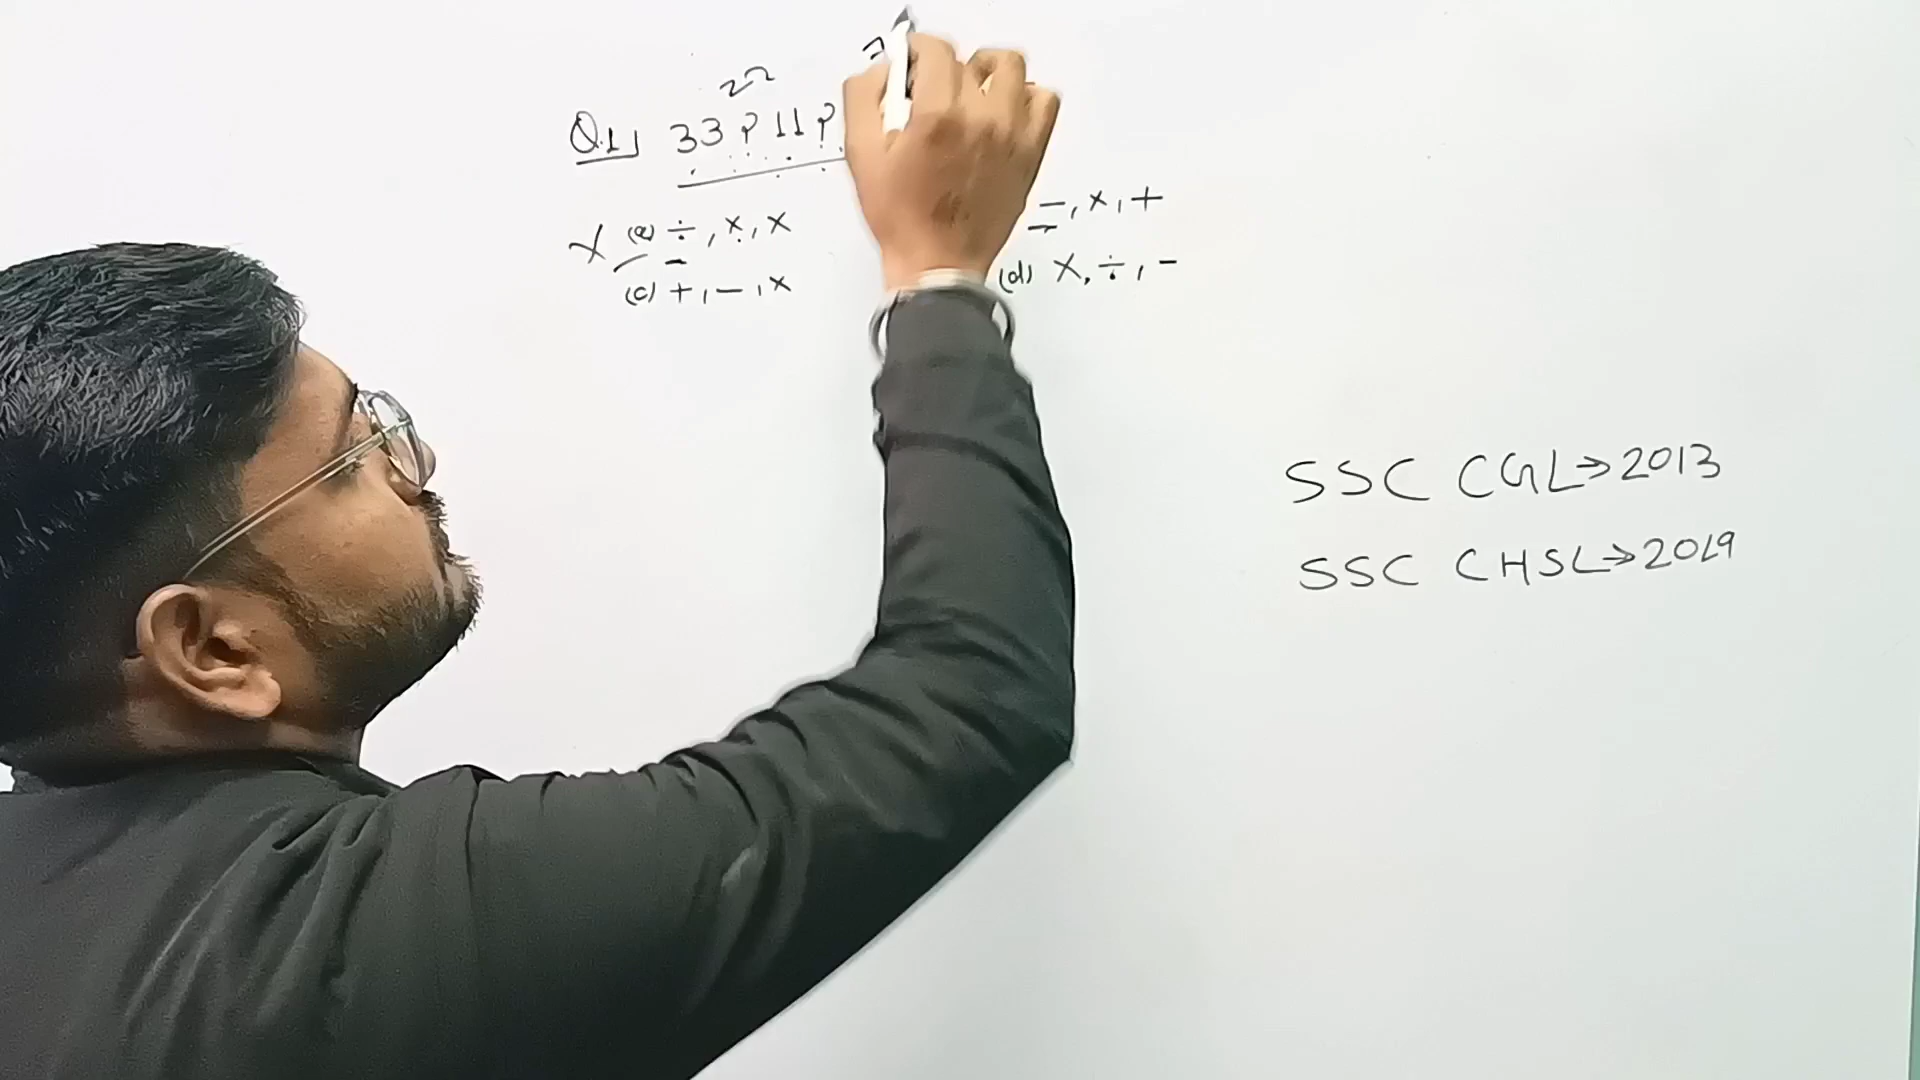 22
Q.1) 33 ? 11 ?
(a) ÷, ×, × −, ×, +
(c) +, −, × (d) ×, ÷, −
SSC CGL→2013
SSC CHSL→2019